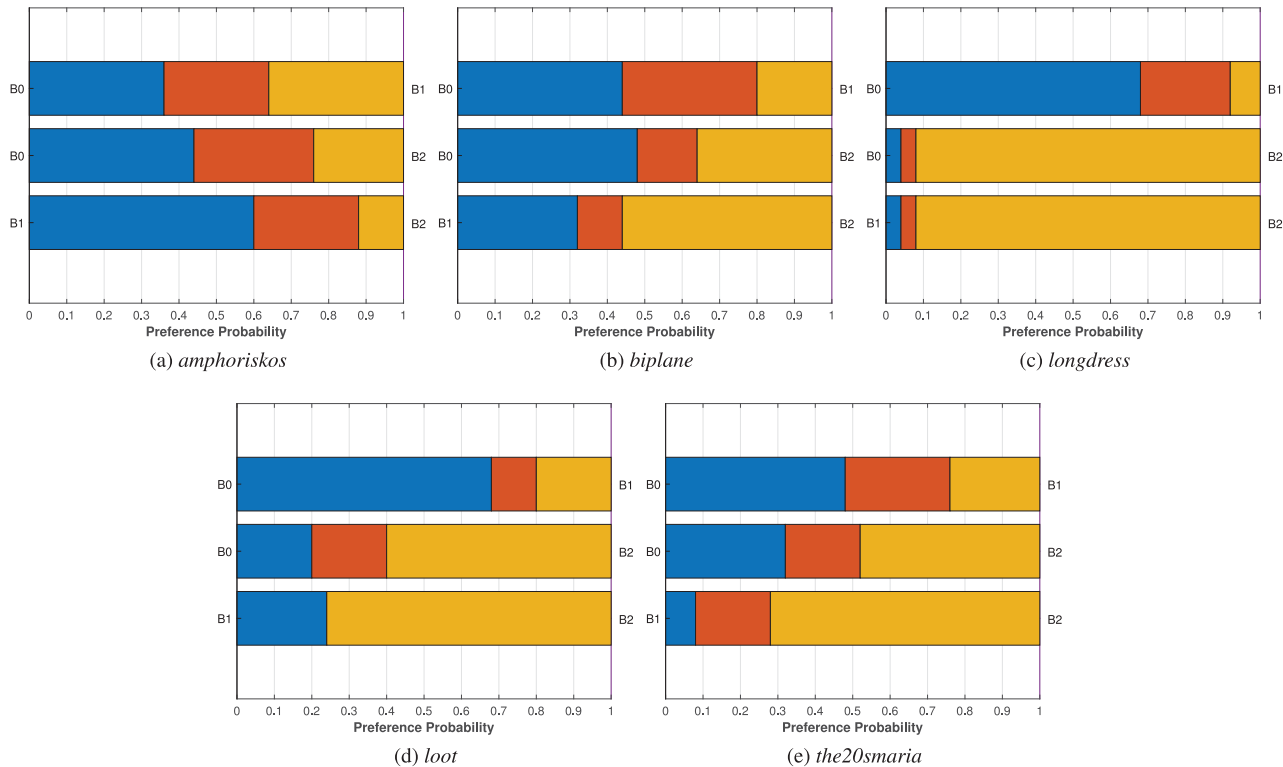 B0 B1
B0 B2
B1 B2
0 0.1 0.2 0.3 0.4 0.5 0.6 0.7 0.8 0.9 1
Preference Probability
(a) amphoriskos
B0 B1
B0 B2
B1 B2
0 0.1 0.2 0.3 0.4 0.5 0.6 0.7 0.8 0.9 1
Preference Probability
(b) biplane
B0 B1
B0 B2
B1 B2
0 0.1 0.2 0.3 0.4 0.5 0.6 0.7 0.8 0.9 1
Preference Probability
(c) longdress
B0 B1
B0 B2
B1 B2
0 0.1 0.2 0.3 0.4 0.5 0.6 0.7 0.8 0.9 1
Preference Probability
(d) loot
B0 B1
B0 B2
B1 B2
0 0.1 0.2 0.3 0.4 0.5 0.6 0.7 0.8 0.9 1
Preference Probability
(e) the20smaria